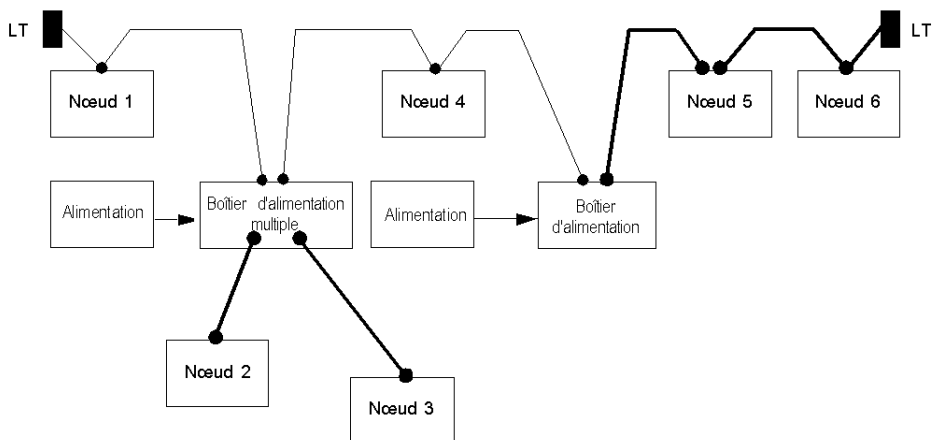 LT
LT
Nœud 1
Nœud 4
Nœud 5
Nœud 6
Alimentation
Boîtier d'alimentation
multiple
Alimentation
Boîtier
d'alimentation
Nœud 2
Nœud 3